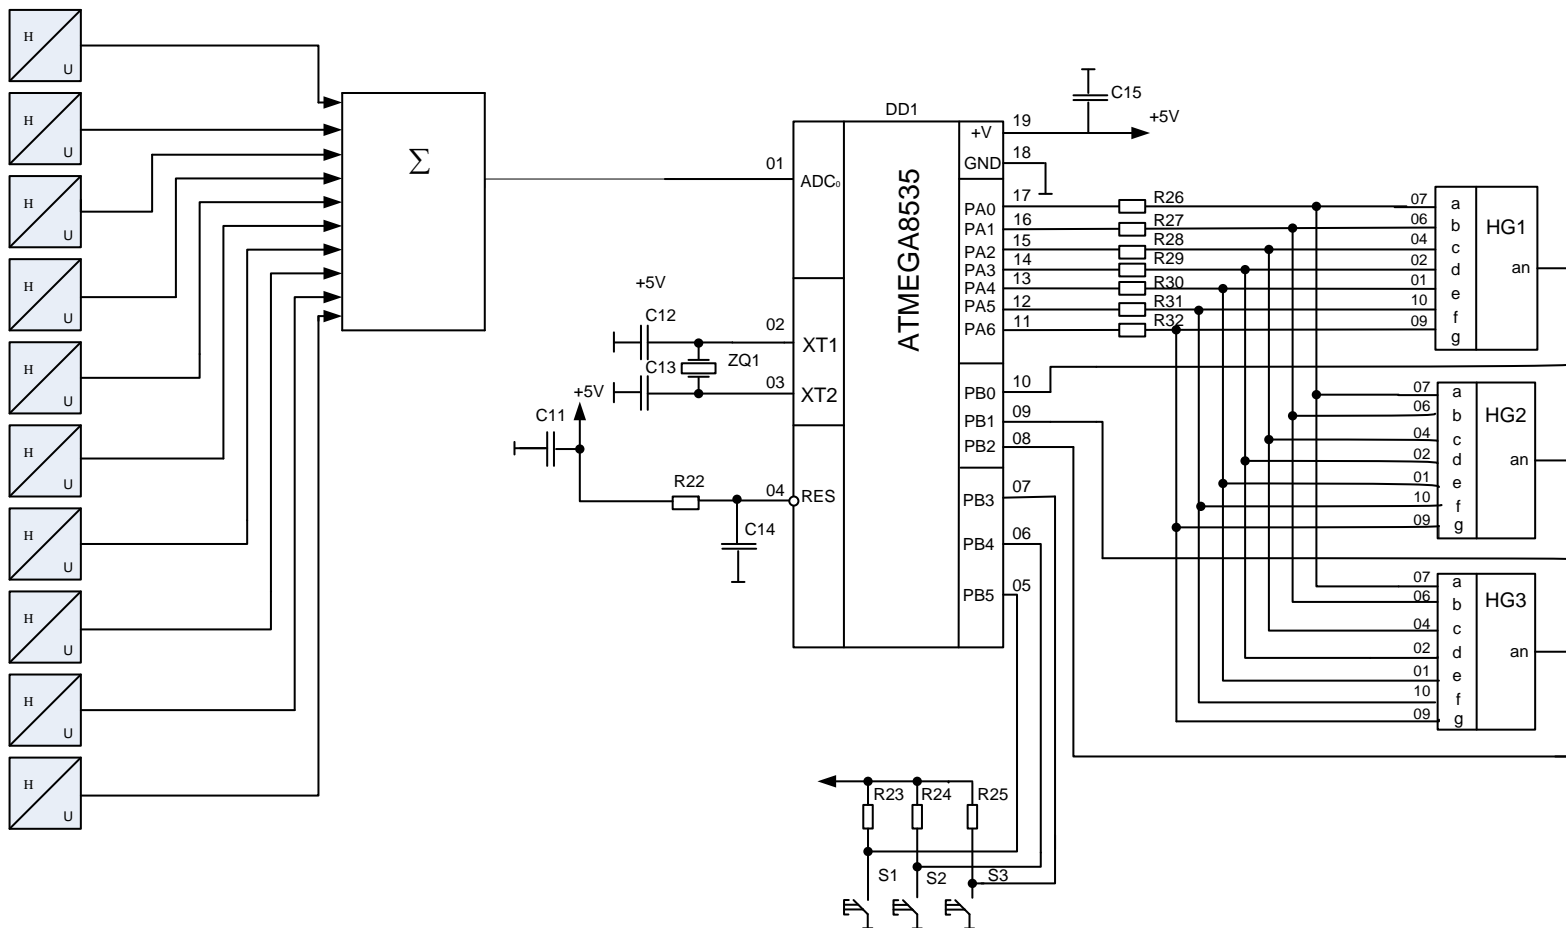 H
U
H
U
H
U
H
U
H
U
H
U
H
U
H
U
H
U
H
U
Σ
DD1
ATMEGA8535
01
ADC₀
+5V
C12
02
XT1
C13
ZQ1
03
XT2
+5V
C11
R22
04
RES
C14
+V
19
C15
+5V
GND
18
PA0
17
R26
PA1
16
R27
PA2
15
R28
PA3
14
R29
PA4
13
R30
PA5
12
R31
PA6
11
R32
PB0
10
PB1
09
PB2
08
PB3
07
PB4
06
PB5
05
07 a
06 b
04 c
02 d
01 e
10 f
09 g
HG1
an
07 a
06 b
04 c
02 d
01 e
10 f
09 g
HG2
an
07 a
06 b
04 c
02 d
01 e
10 f
09 g
HG3
an
R23
R24
R25
S1
S2
S3